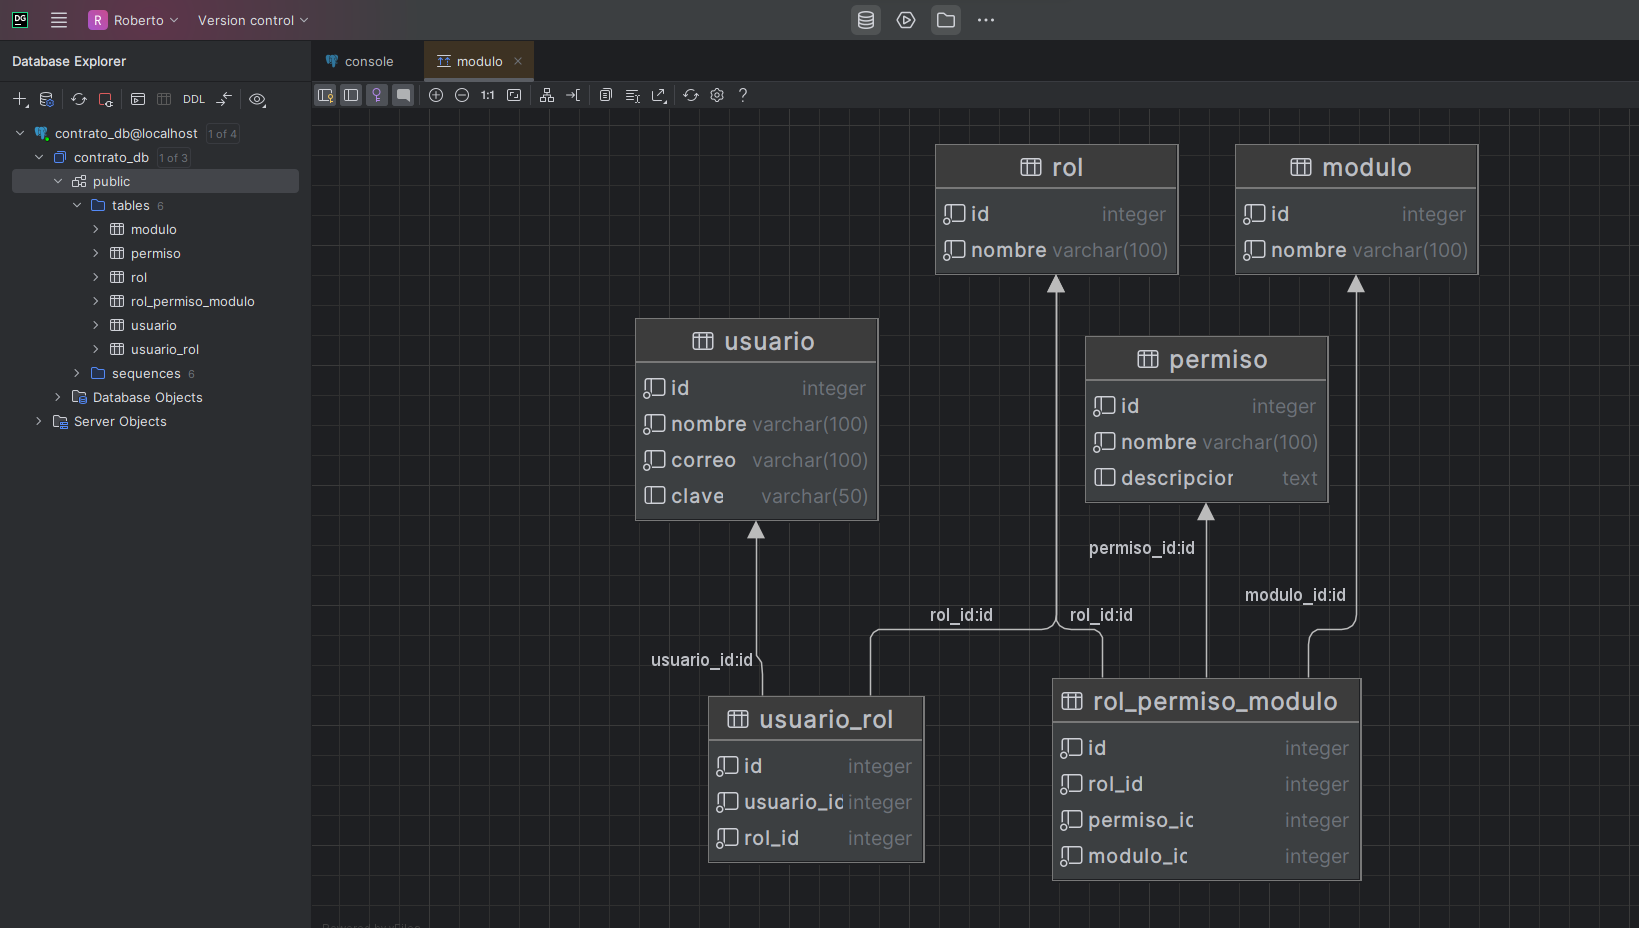 DG
R Roberto
Version control
Database Explorer
console
modulo
DDL
1:1
?
contrato_db@localhost 1 of 4
contrato_db 1 of 3
public
tables 6
modulo
permiso
rol
rol_permiso_modulo
usuario
usuario_rol
sequences 6
Database Objects
Server Objects
rol
id integer
nombre varchar(100)
modulo
id integer
nombre varchar(100)
usuario
id integer
nombre varchar(100)
correo varchar(100)
clave varchar(50)
permiso
id integer
nombre varchar(100)
descripcior text
permiso_id:id
modulo_id:id
rol_id:id
rol_id:id
usuario_id:id
usuario_rol
id integer
usuario_id integer
rol_id integer
rol_permiso_modulo
id integer
rol_id integer
permiso_ic integer
modulo_ic integer